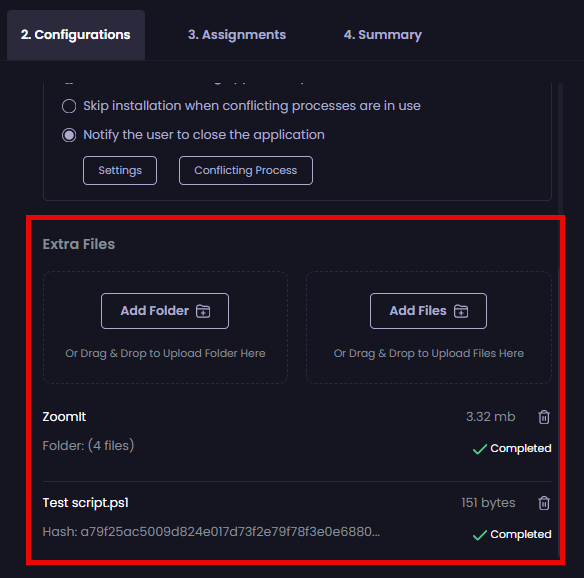 2. Configurations 3. Assignments 4. Summary
Skip installation when conflicting processes are in use
Notify the user to close the application
Settings Conflicting Process
Extra Files
Add Folder Add Files
Or Drag & Drop to Upload Folder Here Or Drag & Drop to Upload Files Here
ZoomIt 3.32 mb
Folder: (4 files) Completed
Test script.ps1 151 bytes
Hash: a79f25ac5009d824e017d73f2e79f78f3e0e6880... Completed